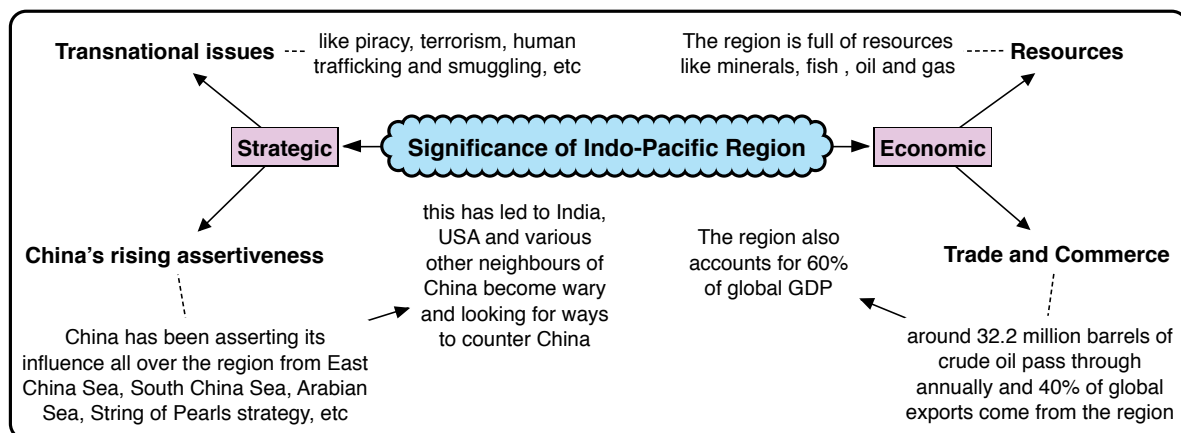 Transnational issues
like piracy, terrorism, human
trafficking and smuggling, etc
The region is full of resources
like minerals, fish , oil and gas
Resources
Strategic
Significance of Indo-Pacific Region
Economic
China's rising assertiveness
this has led to India,
USA and various
other neighbours of
China become wary
and looking for ways
to counter China
The region also
accounts for 60%
of global GDP
Trade and Commerce
China has been asserting its
influence all over the region from East
China Sea, South China Sea, Arabian
Sea, String of Pearls strategy, etc
around 32.2 million barrels of
crude oil pass through
annually and 40% of global
exports come from the region